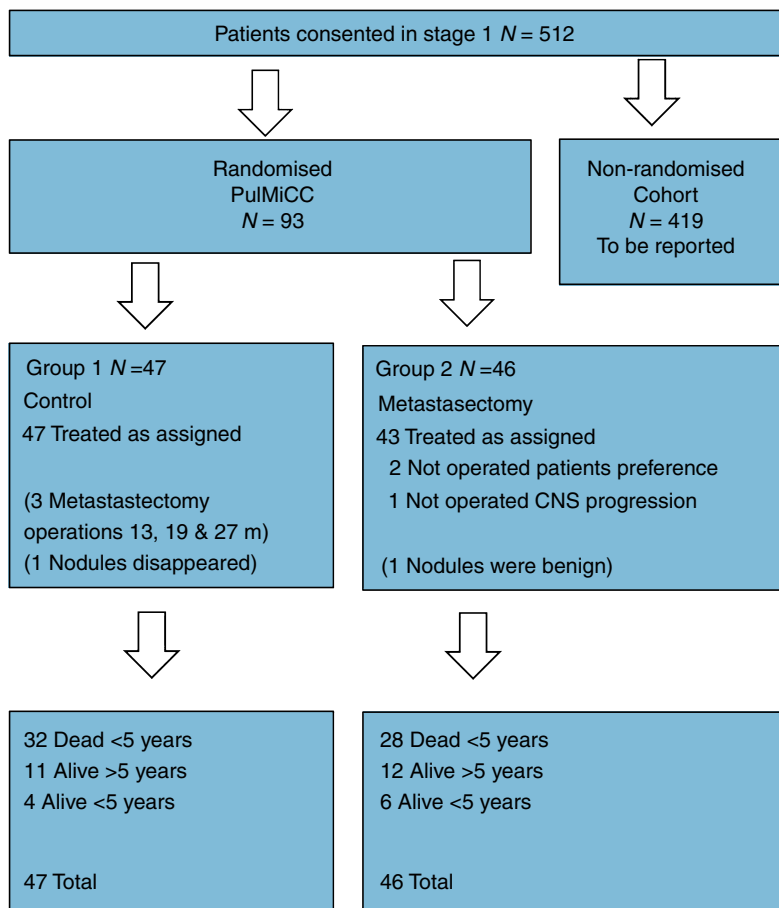 Patients consented in stage 1 N = 512
Randomised
PulMiCC
N = 93
Non-randomised
Cohort
N = 419
To be reported
Group 1 N =47
Control
47 Treated as assigned
(3 Metastastectomy
operations 13, 19 & 27 m)
(1 Nodules disappeared)
Group 2 N =46
Metastasectomy
43 Treated as assigned
2 Not operated patients preference
1 Not operated CNS progression
(1 Nodules were benign)
32 Dead <5 years
11 Alive >5 years
4 Alive <5 years
47 Total
28 Dead <5 years
12 Alive >5 years
6 Alive <5 years
46 Total